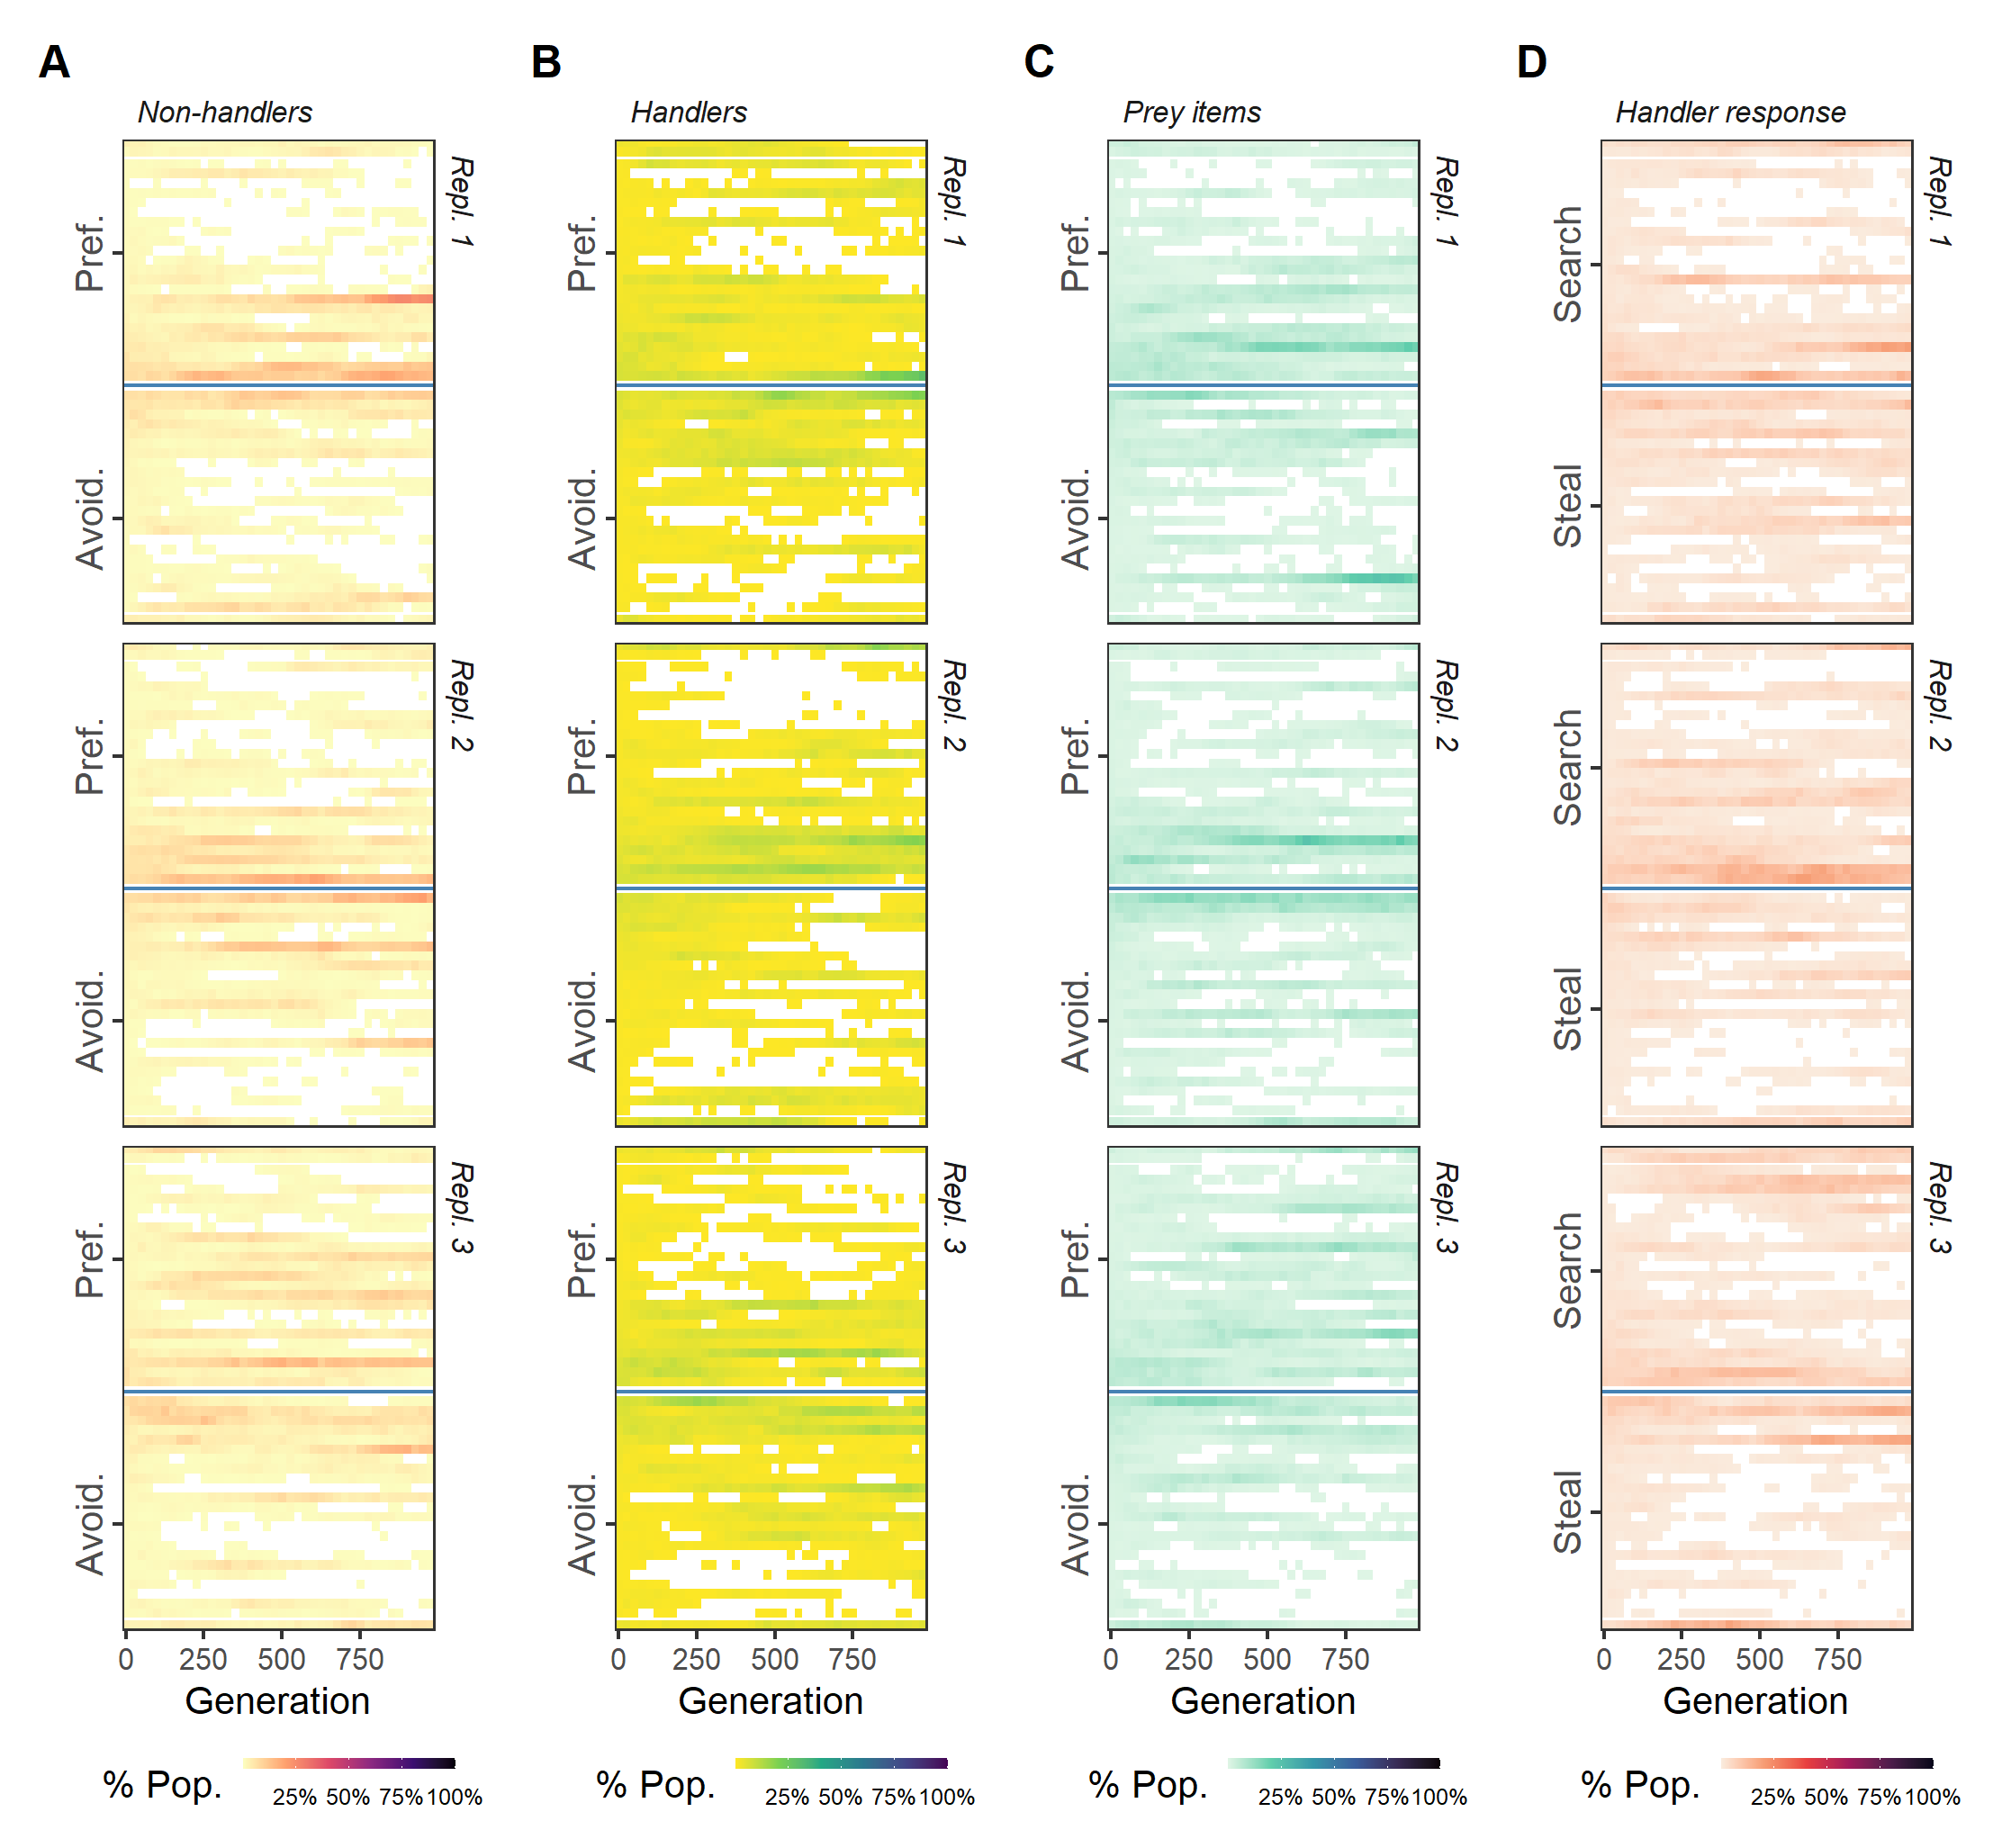 A
B
C
D
Non-handlers
Handlers
Prey items
Handler response
Pref.
Avoid.
Repl. 1
Pref.
Avoid.
Repl. 1
Pref.
Avoid.
Repl. 1
Search
Steal
Repl. 1
Pref.
Avoid.
Repl. 2
Pref.
Avoid.
Repl. 2
Pref.
Avoid.
Repl. 2
Search
Steal
Repl. 2
Pref.
Avoid.
Repl. 3
Pref.
Avoid.
Repl. 3
Pref.
Avoid.
Repl. 3
Search
Steal
Repl. 3
0 250 500 750
0 250 500 750
0 250 500 750
0 250 500 750
Generation
Generation
Generation
Generation
% Pop.
25% 50% 75% 100%
% Pop.
25% 50% 75% 100%
% Pop.
25% 50% 75% 100%
% Pop.
25% 50% 75% 100%